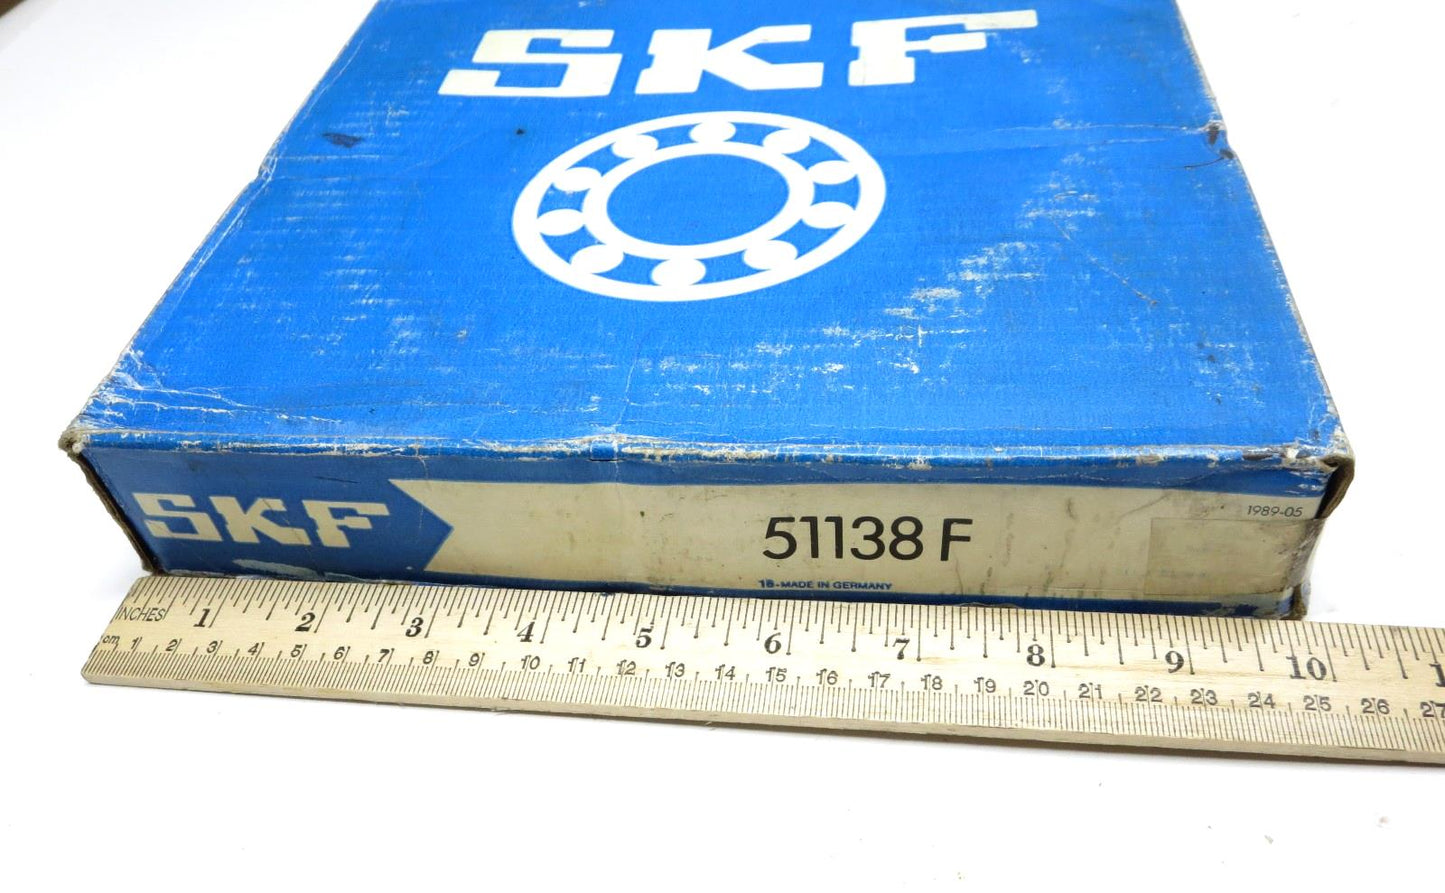 SKF
SKF
1989-05
51138 F
18-MADE IN GERMANY
INCHES 1 2 3 4 5 6 7 8 9 10
cm 1 2 3 4 5 6 7 8 9 10 11 12 13 14 15 16 17 18 19 20 21 22 23 24 25 26 27